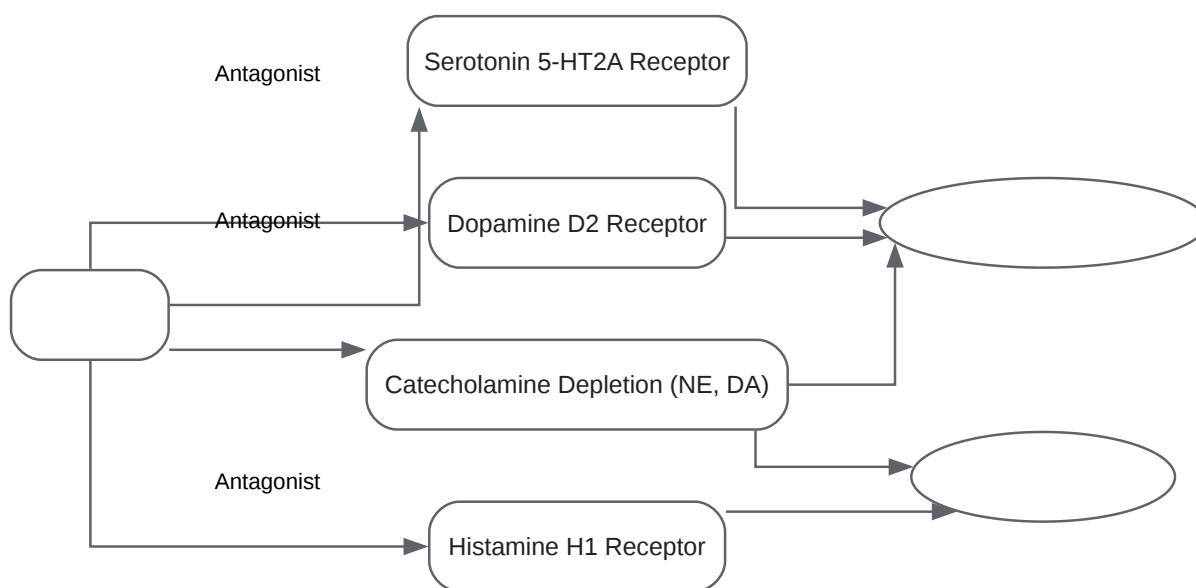 Antagonist
Serotonin 5-HT2A Receptor
Antagonist
Dopamine D2 Receptor
Catecholamine Depletion (NE, DA)
Antagonist
Histamine H1 Receptor